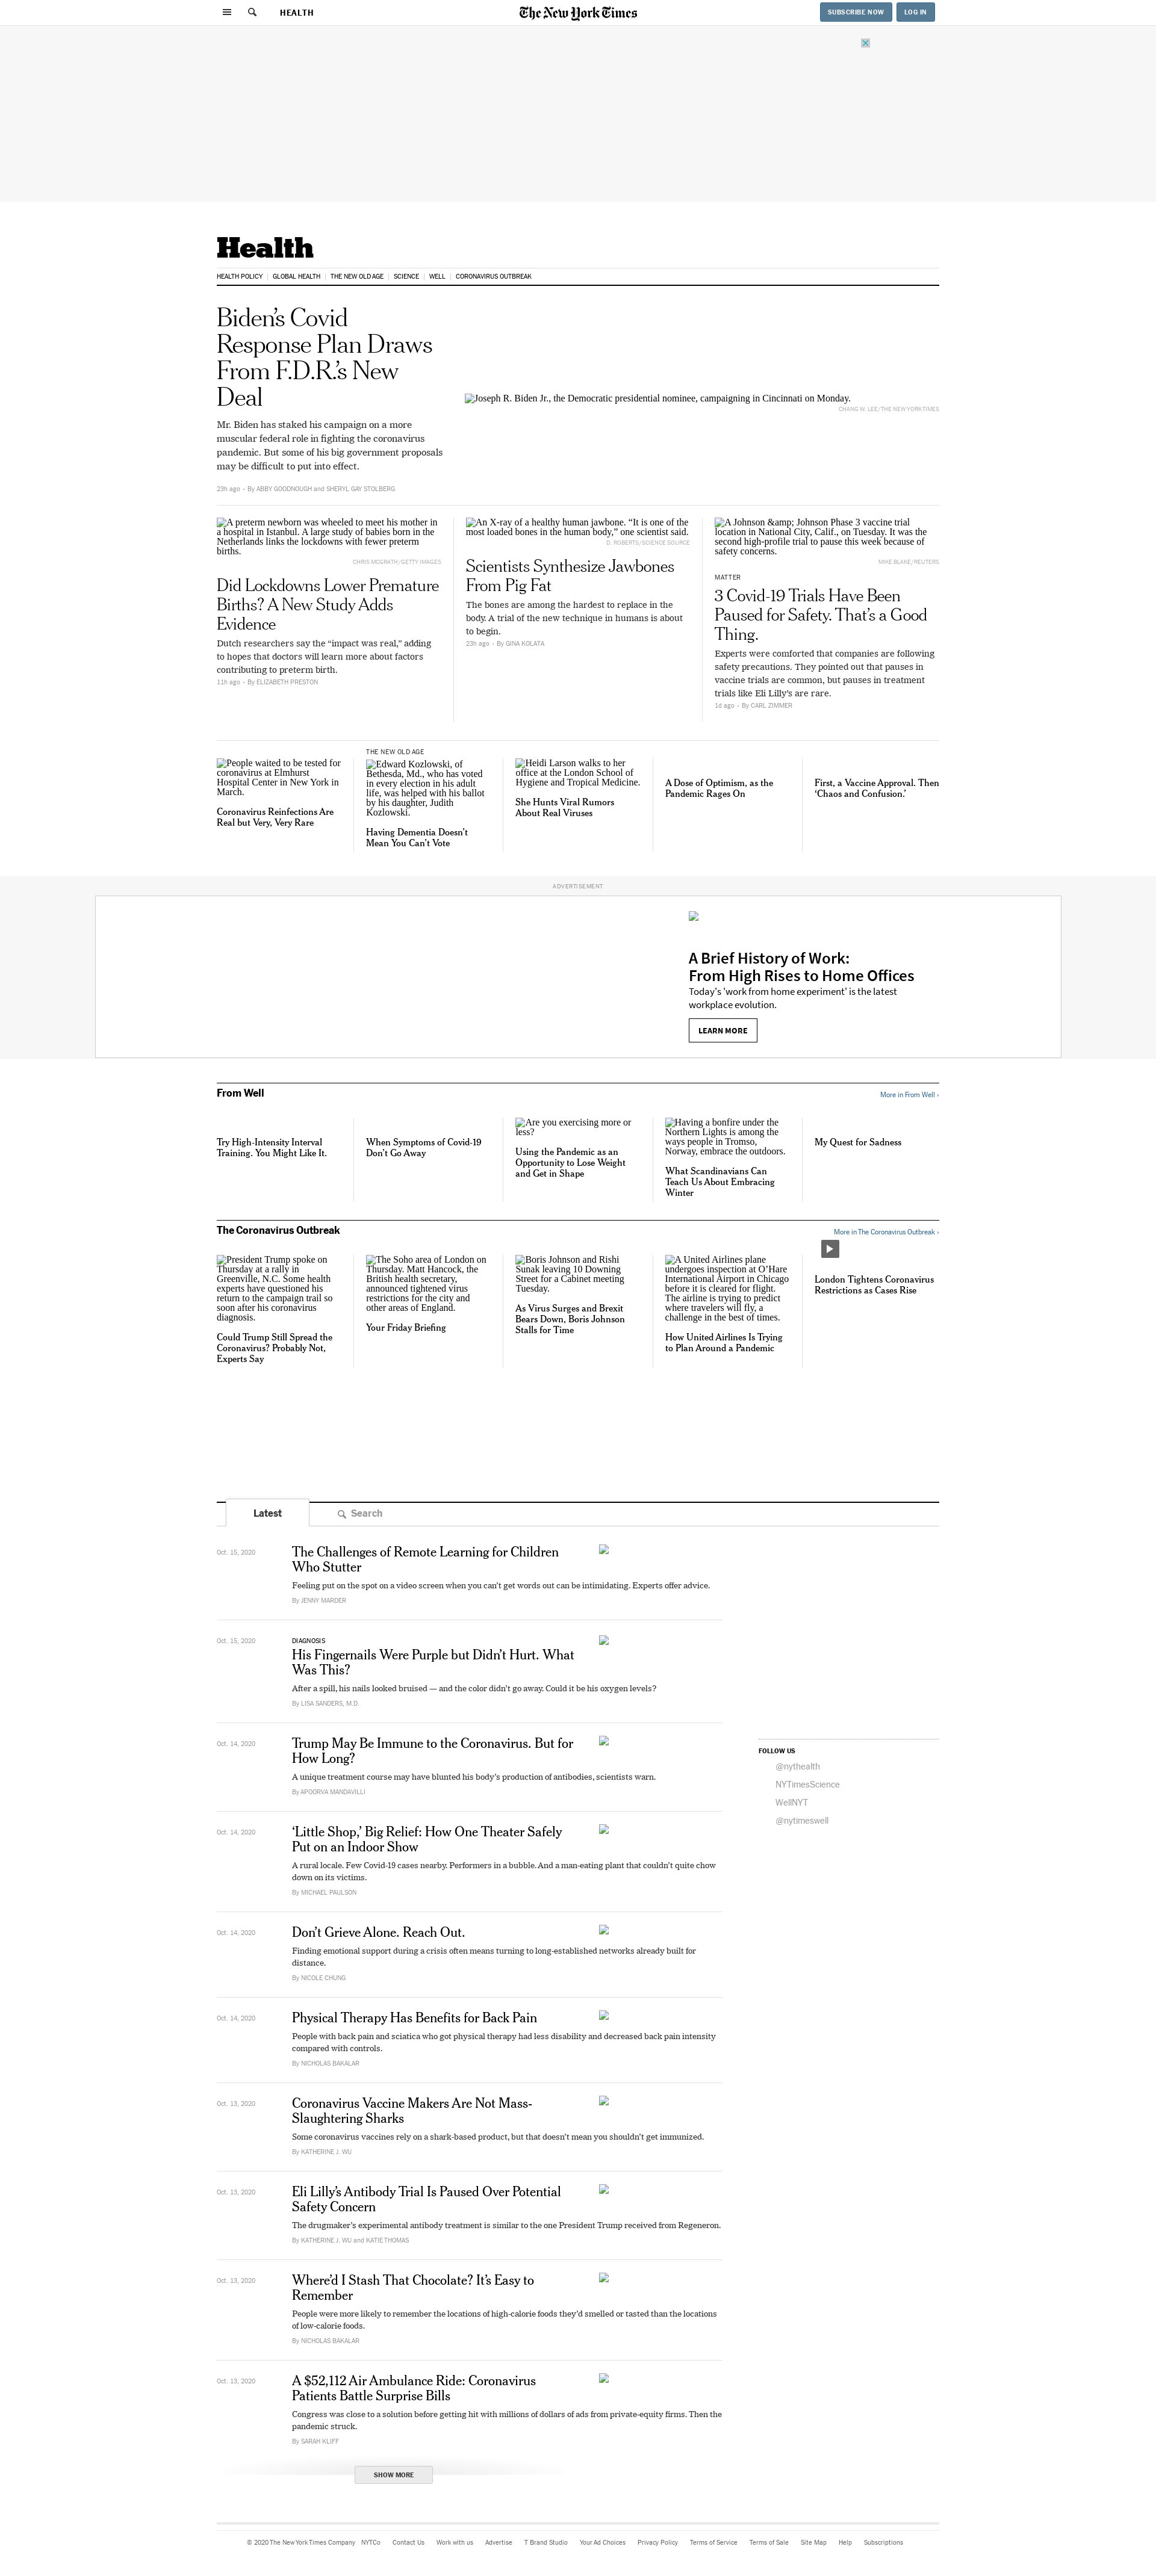 HEALTH
The New York Times
SUBSCRIBE NOW
LOG IN
Health
HEALTH POLICY
GLOBAL HEALTH
THE NEW OLD AGE
SCIENCE
WELL
CORONAVIRUS OUTBREAK
Biden’s Covid
Response Plan Draws
From F.D.R.’s New
Deal
Mr. Biden has staked his campaign on a more
muscular federal role in fighting the coronavirus
pandemic. But some of his big government proposals
may be difficult to put into effect.
23h ago - By ABBY GOODNOUGH and SHERYL GAY STOLBERG
Joseph R. Biden Jr., the Democratic presidential nominee, campaigning in Cincinnati on Monday.
CHANG W. LEE/THE NEW YORK TIMES
A preterm newborn was wheeled to meet his mother in
a hospital in Istanbul. A large study of babies born in the
Netherlands links the lockdowns with fewer preterm
births.
CHRIS MCGRATH/GETTY IMAGES
Did Lockdowns Lower Premature
Births? A New Study Adds
Evidence
Dutch researchers say the “impact was real,” adding
to hopes that doctors will learn more about factors
contributing to preterm birth.
11h ago - By ELIZABETH PRESTON
An X-ray of a healthy human jawbone. “It is one of the
most loaded bones in the human body,” one scientist said.
D. ROBERTS/SCIENCE SOURCE
Scientists Synthesize Jawbones
From Pig Fat
The bones are among the hardest to replace in the
body. A trial of the new technique in humans is about
to begin.
23h ago - By GINA KOLATA
A Johnson &amp; Johnson Phase 3 vaccine trial
location in National City, Calif., on Tuesday. It was the
second high-profile trial to pause this week because of
safety concerns.
MIKE BLAKE/REUTERS
MATTER
3 Covid-19 Trials Have Been
Paused for Safety. That’s a Good
Thing.
Experts were comforted that companies are following
safety precautions. They pointed out that pauses in
vaccine trials are common, but pauses in treatment
trials like Eli Lilly’s are rare.
1d ago - By CARL ZIMMER
People waited to be tested for
coronavirus at Elmhurst
Hospital Center in New York in
March.
Coronavirus Reinfections Are
Real but Very, Very Rare
THE NEW OLD AGE
Edward Kozlowski, of
Bethesda, Md., who has voted
in every election in his adult
life, was helped with his ballot
by his daughter, Judith
Kozlowski.
Having Dementia Doesn’t
Mean You Can’t Vote
Heidi Larson walks to her
office at the London School of
Hygiene and Tropical Medicine.
She Hunts Viral Rumors
About Real Viruses
A Dose of Optimism, as the
Pandemic Rages On
First, a Vaccine Approval. Then
‘Chaos and Confusion.’
ADVERTISEMENT
A Brief History of Work:
From High Rises to Home Offices
Today's 'work from home experiment' is the latest
workplace evolution.
LEARN MORE
From Well
More in From Well ›
Try High-Intensity Interval
Training. You Might Like It.
When Symptoms of Covid-19
Don’t Go Away
Are you exercising more or
less?
Using the Pandemic as an
Opportunity to Lose Weight
and Get in Shape
Having a bonfire under the
Northern Lights is among the
ways people in Tromso,
Norway, embrace the outdoors.
What Scandinavians Can
Teach Us About Embracing
Winter
My Quest for Sadness
The Coronavirus Outbreak
More in The Coronavirus Outbreak ›
President Trump spoke on
Thursday at a rally in
Greenville, N.C. Some health
experts have questioned his
return to the campaign trail so
soon after his coronavirus
diagnosis.
Could Trump Still Spread the
Coronavirus? Probably Not,
Experts Say
The Soho area of London on
Thursday. Matt Hancock, the
British health secretary,
announced tightened virus
restrictions for the city and
other areas of England.
Your Friday Briefing
Boris Johnson and Rishi
Sunak leaving 10 Downing
Street for a Cabinet meeting
Tuesday.
As Virus Surges and Brexit
Bears Down, Boris Johnson
Stalls for Time
A United Airlines plane
undergoes inspection at O’Hare
International Airport in Chicago
before it is cleared for flight.
The airline is trying to predict
where travelers will fly, a
challenge in the best of times.
How United Airlines Is Trying
to Plan Around a Pandemic
London Tightens Coronavirus
Restrictions as Cases Rise
Latest
Search
Oct. 15, 2020
The Challenges of Remote Learning for Children
Who Stutter
Feeling put on the spot on a video screen when you can’t get words out can be intimidating. Experts offer advice.
By JENNY MARDER
Oct. 15, 2020
DIAGNOSIS
His Fingernails Were Purple but Didn’t Hurt. What
Was This?
After a spill, his nails looked bruised — and the color didn’t go away. Could it be his oxygen levels?
By LISA SANDERS, M.D.
Oct. 14, 2020
Trump May Be Immune to the Coronavirus. But for
How Long?
A unique treatment course may have blunted his body’s production of antibodies, scientists warn.
By APOORVA MANDAVILLI
Oct. 14, 2020
‘Little Shop,’ Big Relief: How One Theater Safely
Put on an Indoor Show
A rural locale. Few Covid-19 cases nearby. Performers in a bubble. And a man-eating plant that couldn’t quite chow
down on its victims.
By MICHAEL PAULSON
Oct. 14, 2020
Don’t Grieve Alone. Reach Out.
Finding emotional support during a crisis often means turning to long-established networks already built for
distance.
By NICOLE CHUNG
Oct. 14, 2020
Physical Therapy Has Benefits for Back Pain
People with back pain and sciatica who got physical therapy had less disability and decreased back pain intensity
compared with controls.
By NICHOLAS BAKALAR
Oct. 13, 2020
Coronavirus Vaccine Makers Are Not Mass-
Slaughtering Sharks
Some coronavirus vaccines rely on a shark-based product, but that doesn’t mean you shouldn’t get immunized.
By KATHERINE J. WU
Oct. 13, 2020
Eli Lilly’s Antibody Trial Is Paused Over Potential
Safety Concern
The drugmaker’s experimental antibody treatment is similar to the one President Trump received from Regeneron.
By KATHERINE J. WU and KATIE THOMAS
Oct. 13, 2020
Where’d I Stash That Chocolate? It’s Easy to
Remember
People were more likely to remember the locations of high-calorie foods they’d smelled or tasted than the locations
of low-calorie foods.
By NICHOLAS BAKALAR
Oct. 13, 2020
A $52,112 Air Ambulance Ride: Coronavirus
Patients Battle Surprise Bills
Congress was close to a solution before getting hit with millions of dollars of ads from private-equity firms. Then the
pandemic struck.
By SARAH KLIFF
SHOW MORE
FOLLOW US
@nythealth
NYTimesScience
WellNYT
@nytimeswell
© 2020 The New York Times Company
NYTCo
Contact Us
Work with us
Advertise
T Brand Studio
Your Ad Choices
Privacy Policy
Terms of Service
Terms of Sale
Site Map
Help
Subscriptions